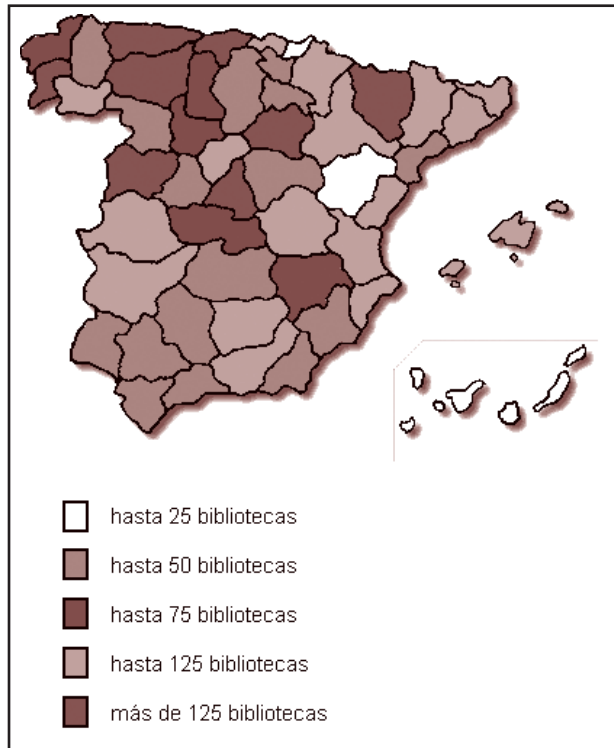 hasta 25 bibliotecas
hasta 50 bibliotecas
hasta 75 bibliotecas
hasta 125 bibliotecas
más de 125 bibliotecas